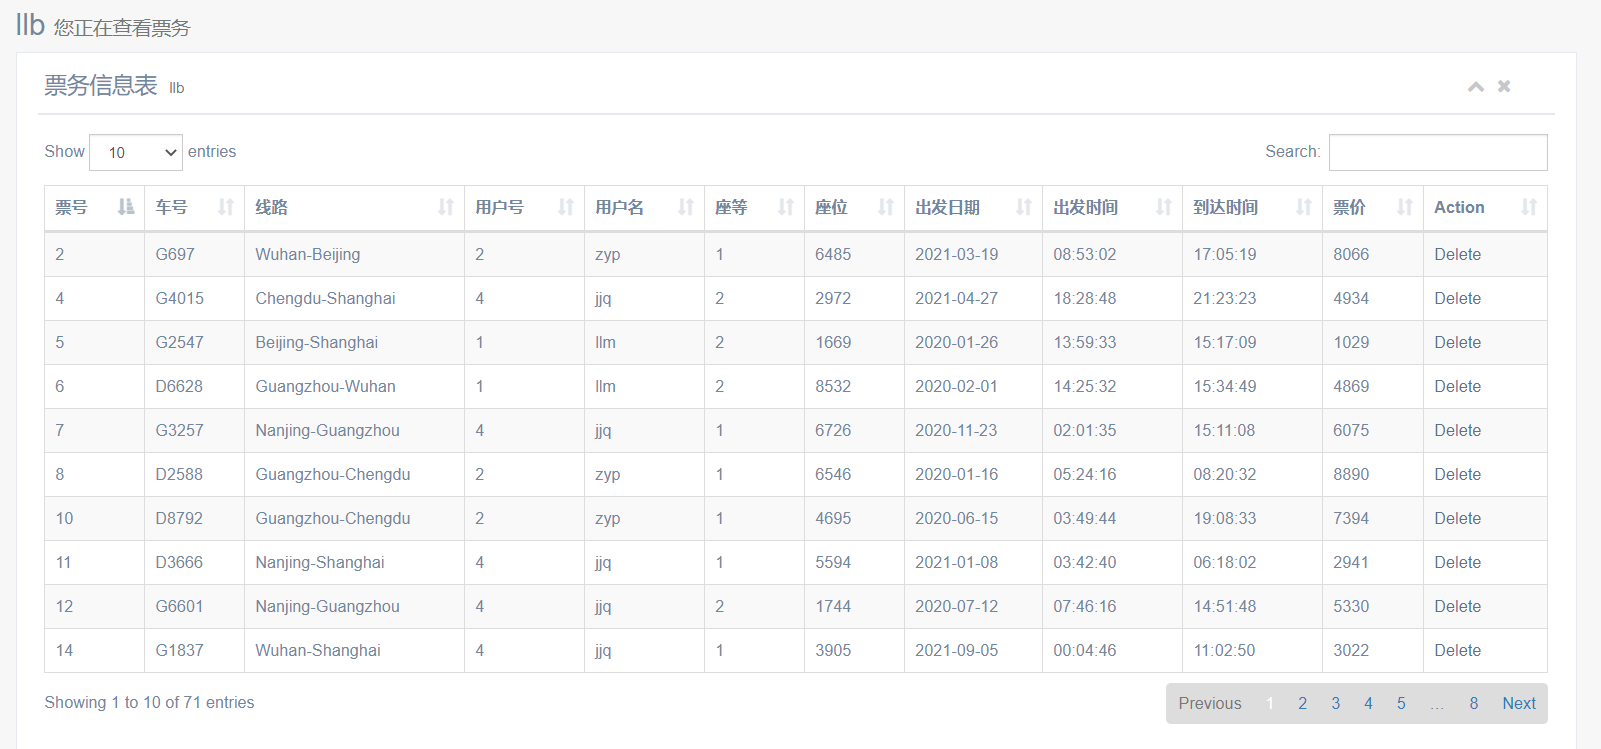 llb 您正在查看票务
票务信息表 llb
Show 10 entries Search:
票号 车号 线路 用户号 用户名 座等 座位 出发日期 出发时间 到达时间 票价 Action
2 G697 Wuhan-Beijing 2 zyp 1 6485 2021-03-19 08:53:02 17:05:19 8066 Delete
4 G4015 Chengdu-Shanghai 4 jjq 2 2972 2021-04-27 18:28:48 21:23:23 4934 Delete
5 G2547 Beijing-Shanghai 1 llm 2 1669 2020-01-26 13:59:33 15:17:09 1029 Delete
6 D6628 Guangzhou-Wuhan 1 llm 2 8532 2020-02-01 14:25:32 15:34:49 4869 Delete
7 G3257 Nanjing-Guangzhou 4 jjq 1 6726 2020-11-23 02:01:35 15:11:08 6075 Delete
8 D2588 Guangzhou-Chengdu 2 zyp 1 6546 2020-01-16 05:24:16 08:20:32 8890 Delete
10 D8792 Guangzhou-Chengdu 2 zyp 1 4695 2020-06-15 03:49:44 19:08:33 7394 Delete
11 D3666 Nanjing-Shanghai 4 jjq 1 5594 2021-01-08 03:42:40 06:18:02 2941 Delete
12 G6601 Nanjing-Guangzhou 4 jjq 2 1744 2020-07-12 07:46:16 14:51:48 5330 Delete
14 G1837 Wuhan-Shanghai 4 jjq 1 3905 2021-09-05 00:04:46 11:02:50 3022 Delete
Showing 1 to 10 of 71 entries Previous 1 2 3 4 5 … 8 Next